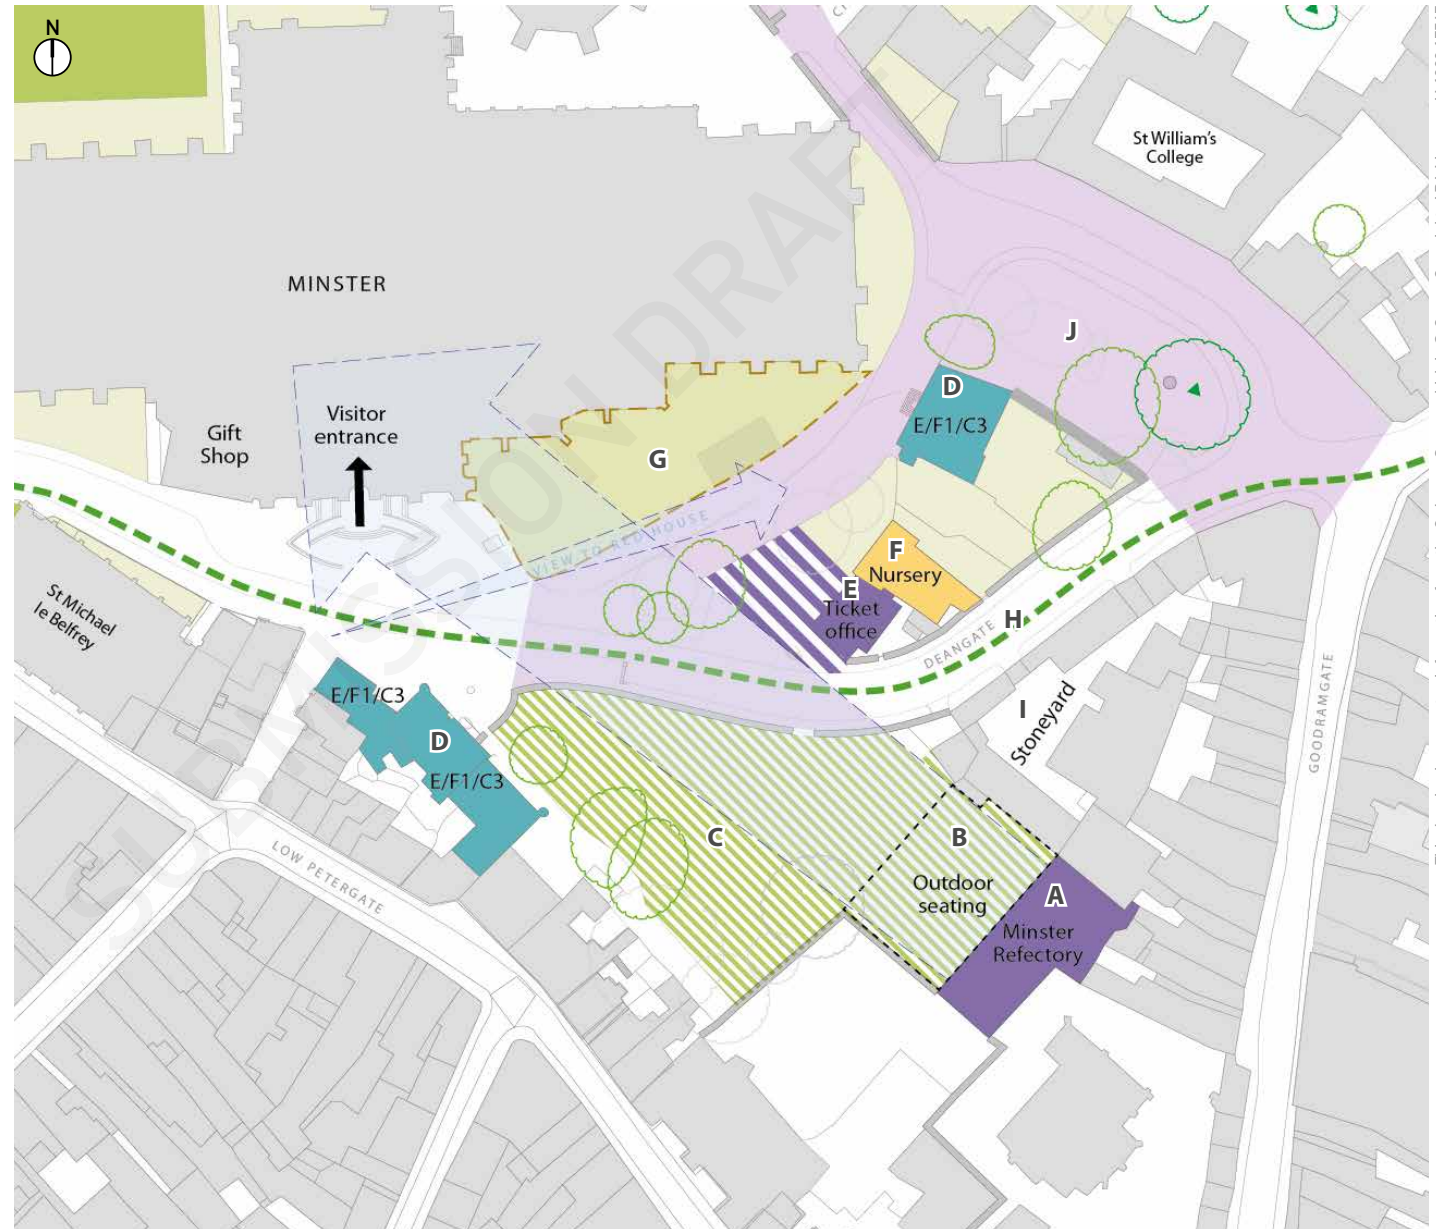 N
St William's
College
MINSTER
J
D
E/F1/C3
Visitor
entrance
Gift
Shop
G
VIEW TO RED HOUSE
F
Nursery
E
Ticket
office
H
DEANGATE
St Michael
le Belfrey
E/F1/C3
D
E/F1/C3
I
Stoneyard
GOODRAMGATE
C
B
Outdoor
seating
A
Minster
Refectory
LOW PETERGATE
SUBMISSION DRAFT